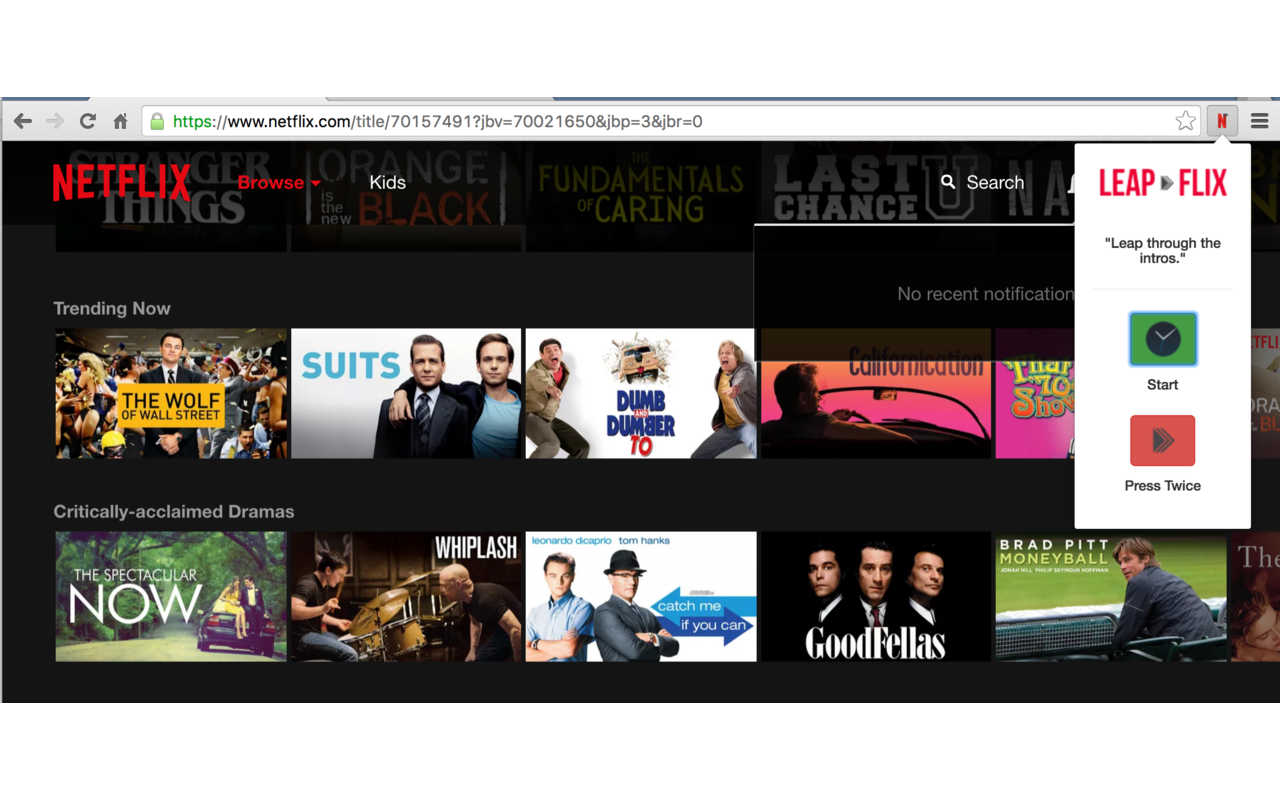 https://www.netflix.com/title/70157491?jbv=70021650&jbp=3&jbr=0
N
NETFLIX
Browse
Kids
Search
STRANGER
THINGS
ORANGE
is
the
new
BLACK
THE
FUNDAMENTALS
OF CARING
LAST
CHANCE
U
NA
No recent notification
LEAP FLIX
"Leap through the
intros."
Start
Press Twice
Trending Now
THE WOLF
OF WALL STREET
SUITS
DUMB
AND
DUMBER
TO
Californication
That
'70s
Show
Critically-acclaimed Dramas
THE SPECTACULAR
NOW
WHIPLASH
leonardo dicaprio tom hanks
catch me
if you can
GOODFELLAS
BRAD PITT
MONEYBALL
JONAH HILL PHILIP SEYMOUR HOFFMAN
The